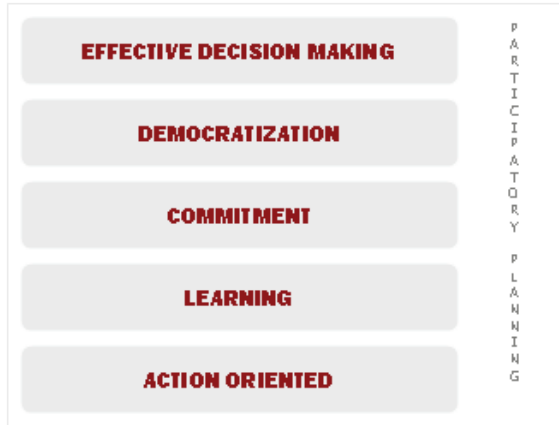 EFFECTIVE DECISION MAKING
DEMOCRATIZATION
COMMITMENT
LEARNING
ACTION ORIENTED
PARTICIPATORY PLANNING